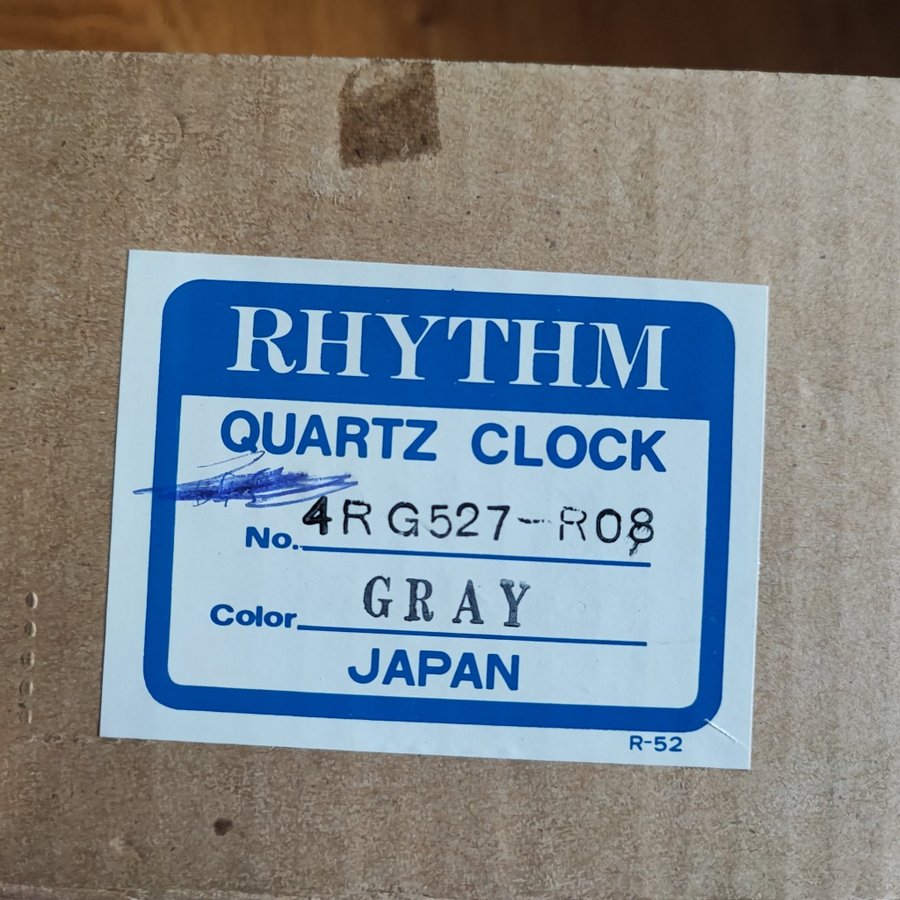 RHYTHM
QUARTZ CLOCK
No. 4RG527-R08
Color GRAY
JAPAN
R-52